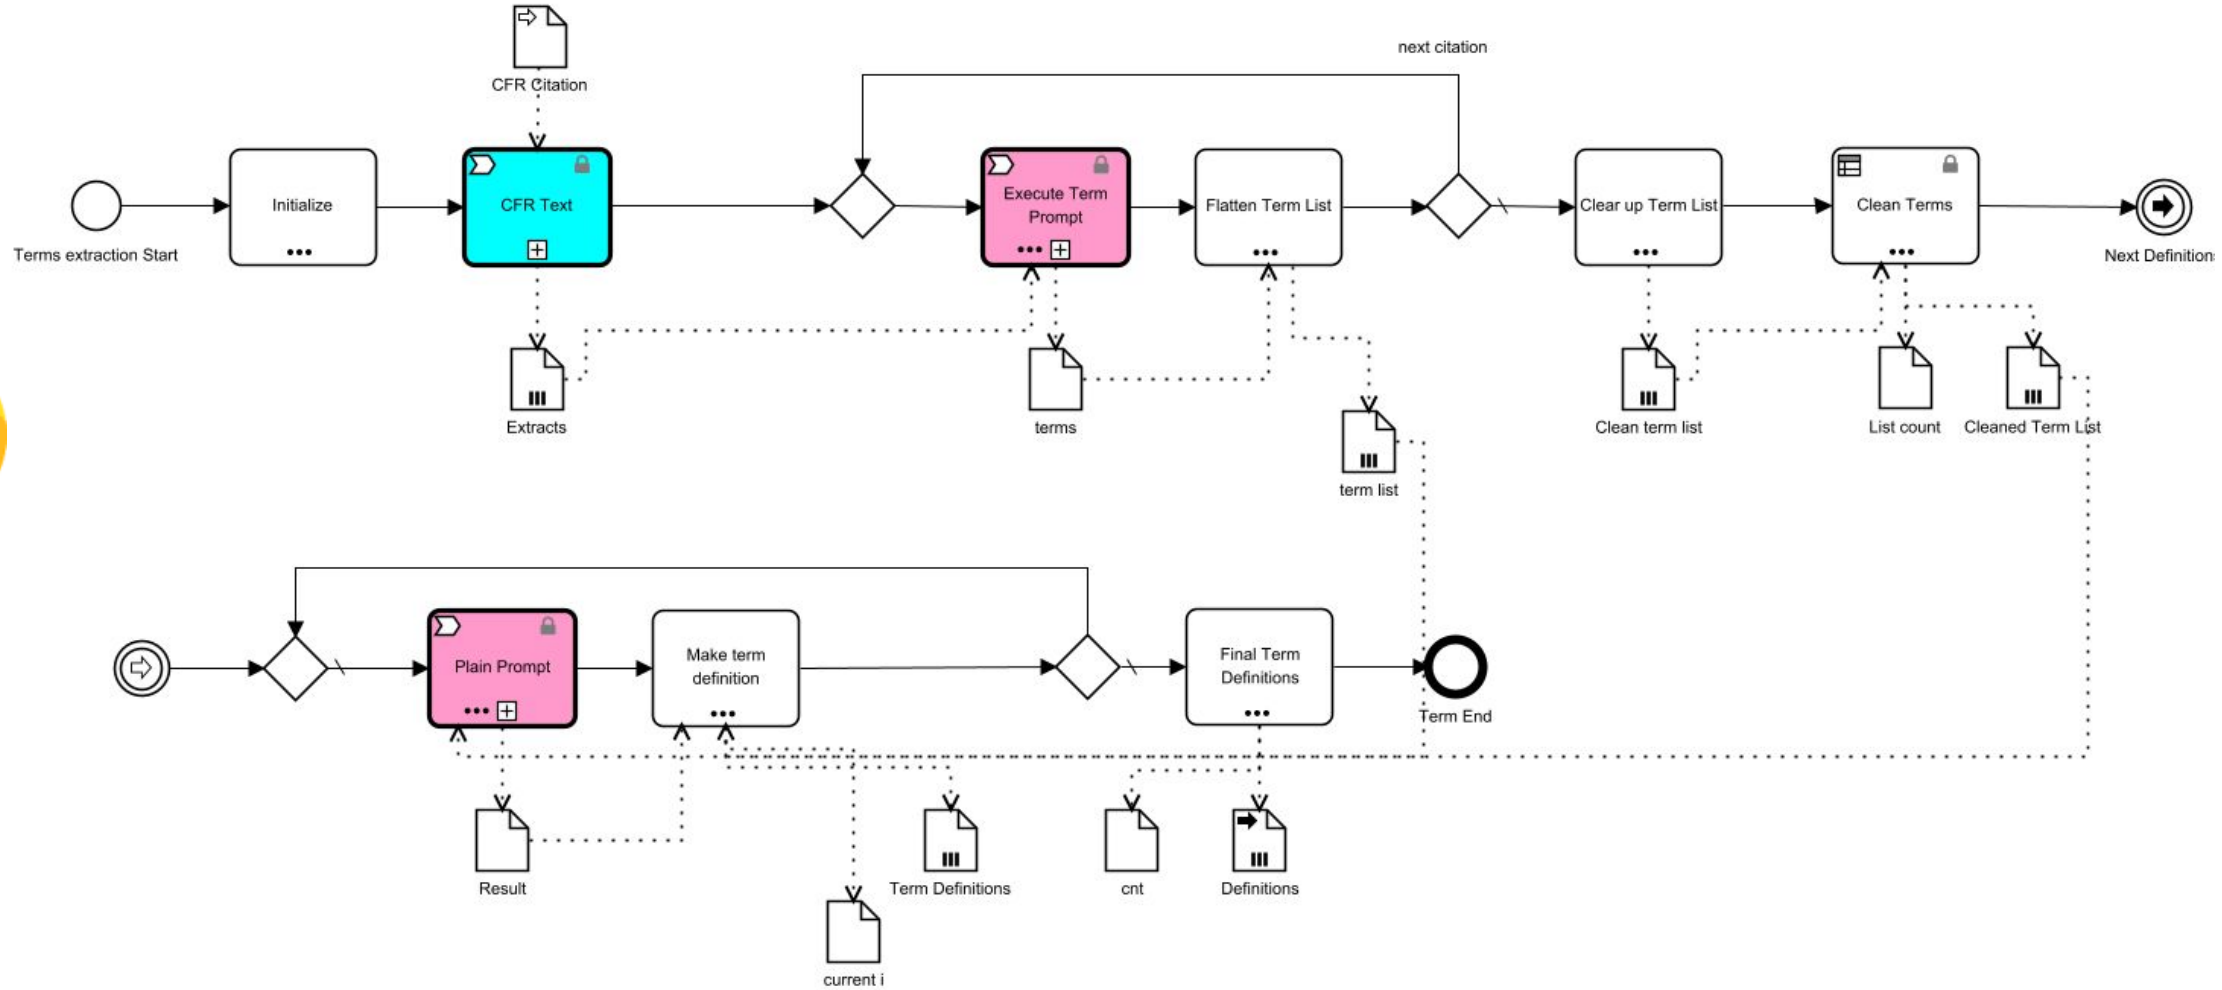 next citation
CFR Citation
Initialize
CFR Text
Execute Term
Prompt
Flatten Term List
Clear up Term List
Clean Terms
Terms extraction Start
Next Definition
Extracts
terms
term list
Clean term list
List count
Cleaned Term List
Plain Prompt
Make term
definition
Final Term
Definitions
Term End
Result
Term Definitions
cnt
Definitions
current i